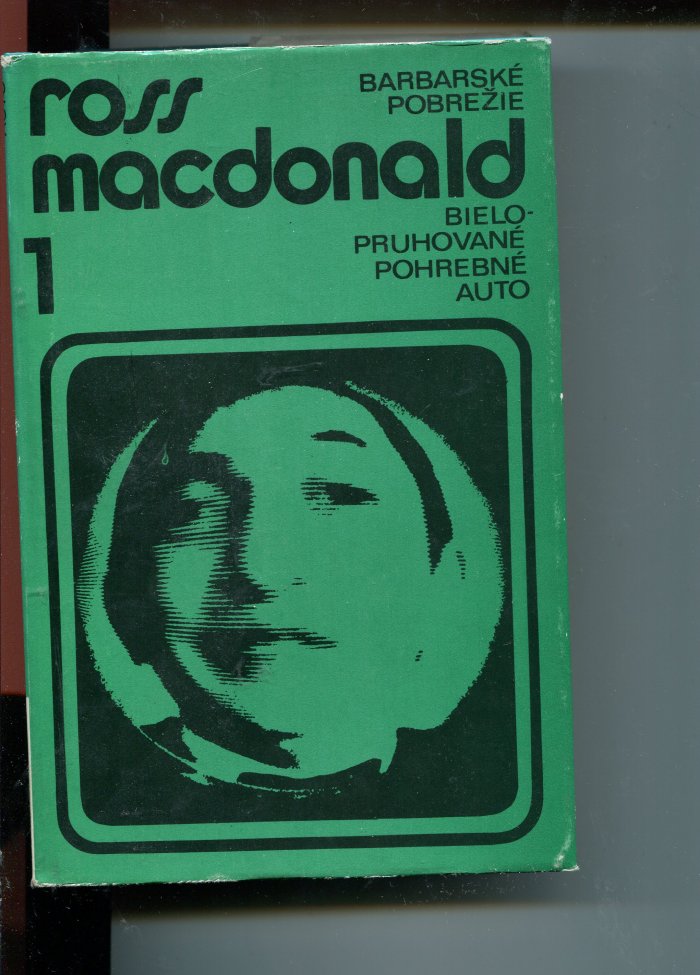 ross
macdonald
1
BARBARSKÉ
POBREŽIE
BIELO-
PRUHOVANÉ
POHREBNÉ
AUTO